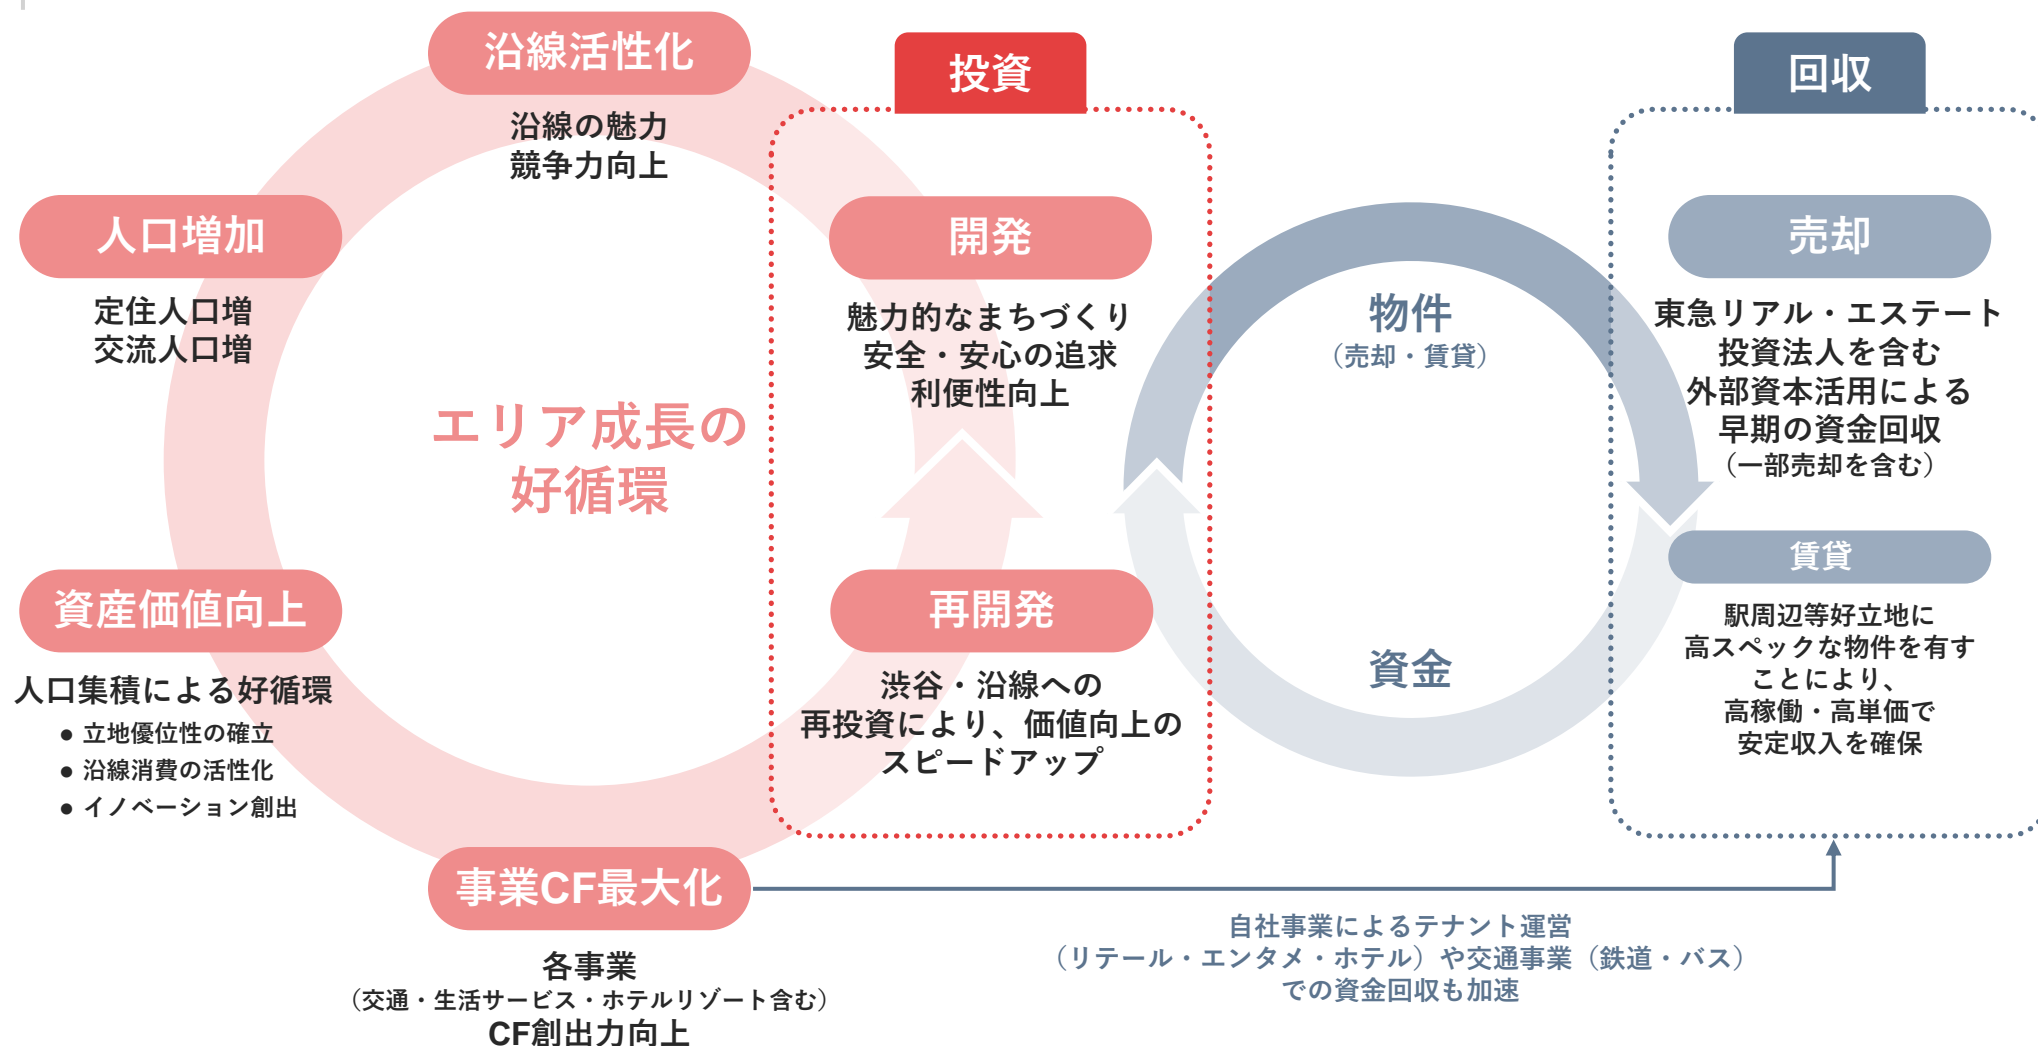 沿線活性化
沿線の魅力
競争力向上
人口増加
定住人口増
交流人口増
エリア成長の
好循環
資産価値向上
人口集積による好循環
● 立地優位性の確立
● 沿線消費の活性化
● イノベーション創出
事業CF最大化
各事業
（交通・生活サービス・ホテルリゾート含む）
CF創出力向上
投資
開発
魅力的なまちづくり
安全・安心の追求
利便性向上
再開発
渋谷・沿線への
再投資により、価値向上の
スピードアップ
物件
（売却・賃貸）
資金
回収
売却
東急リアル・エステート
投資法人を含む
外部資本活用による
早期の資金回収
（一部売却を含む）
賃貸
駅周辺等好立地に
高スペックな物件を有す
ことにより、
高稼働・高単価で
安定収入を確保
自社事業によるテナント運営
（リテール・エンタメ・ホテル）や交通事業（鉄道・バス）
での資金回収も加速